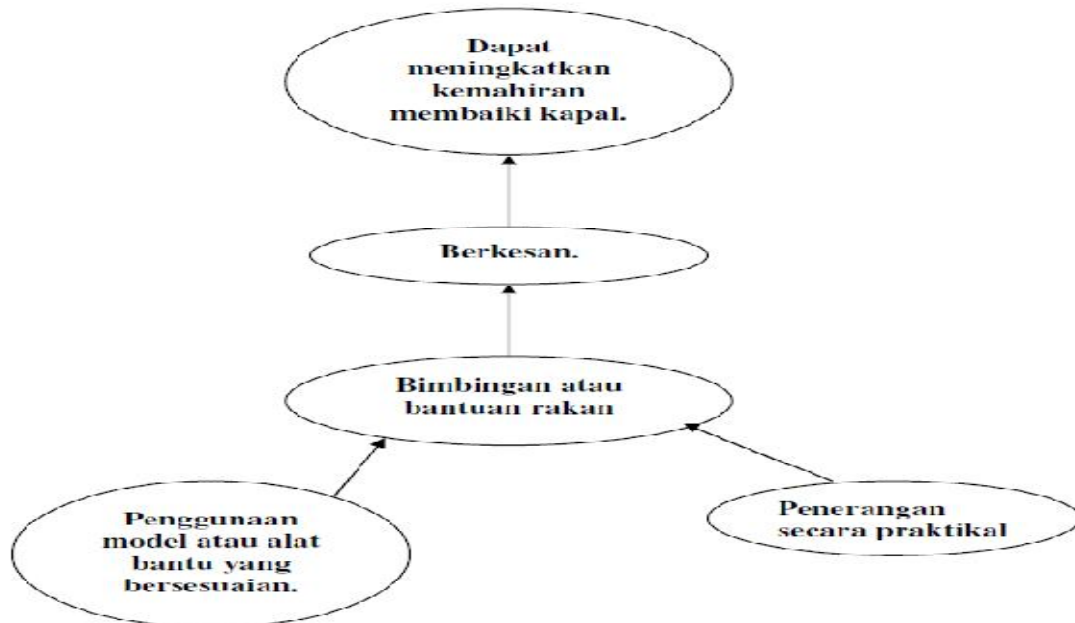 Dapat
meningkatkan
kemahiran
membaiki kapal.
Berkesan.
Bimbingan atau
bantuan rakan
Penggunaan
model atau alat
bantu yang
bersesuaian.
Penerangan
secara praktikal